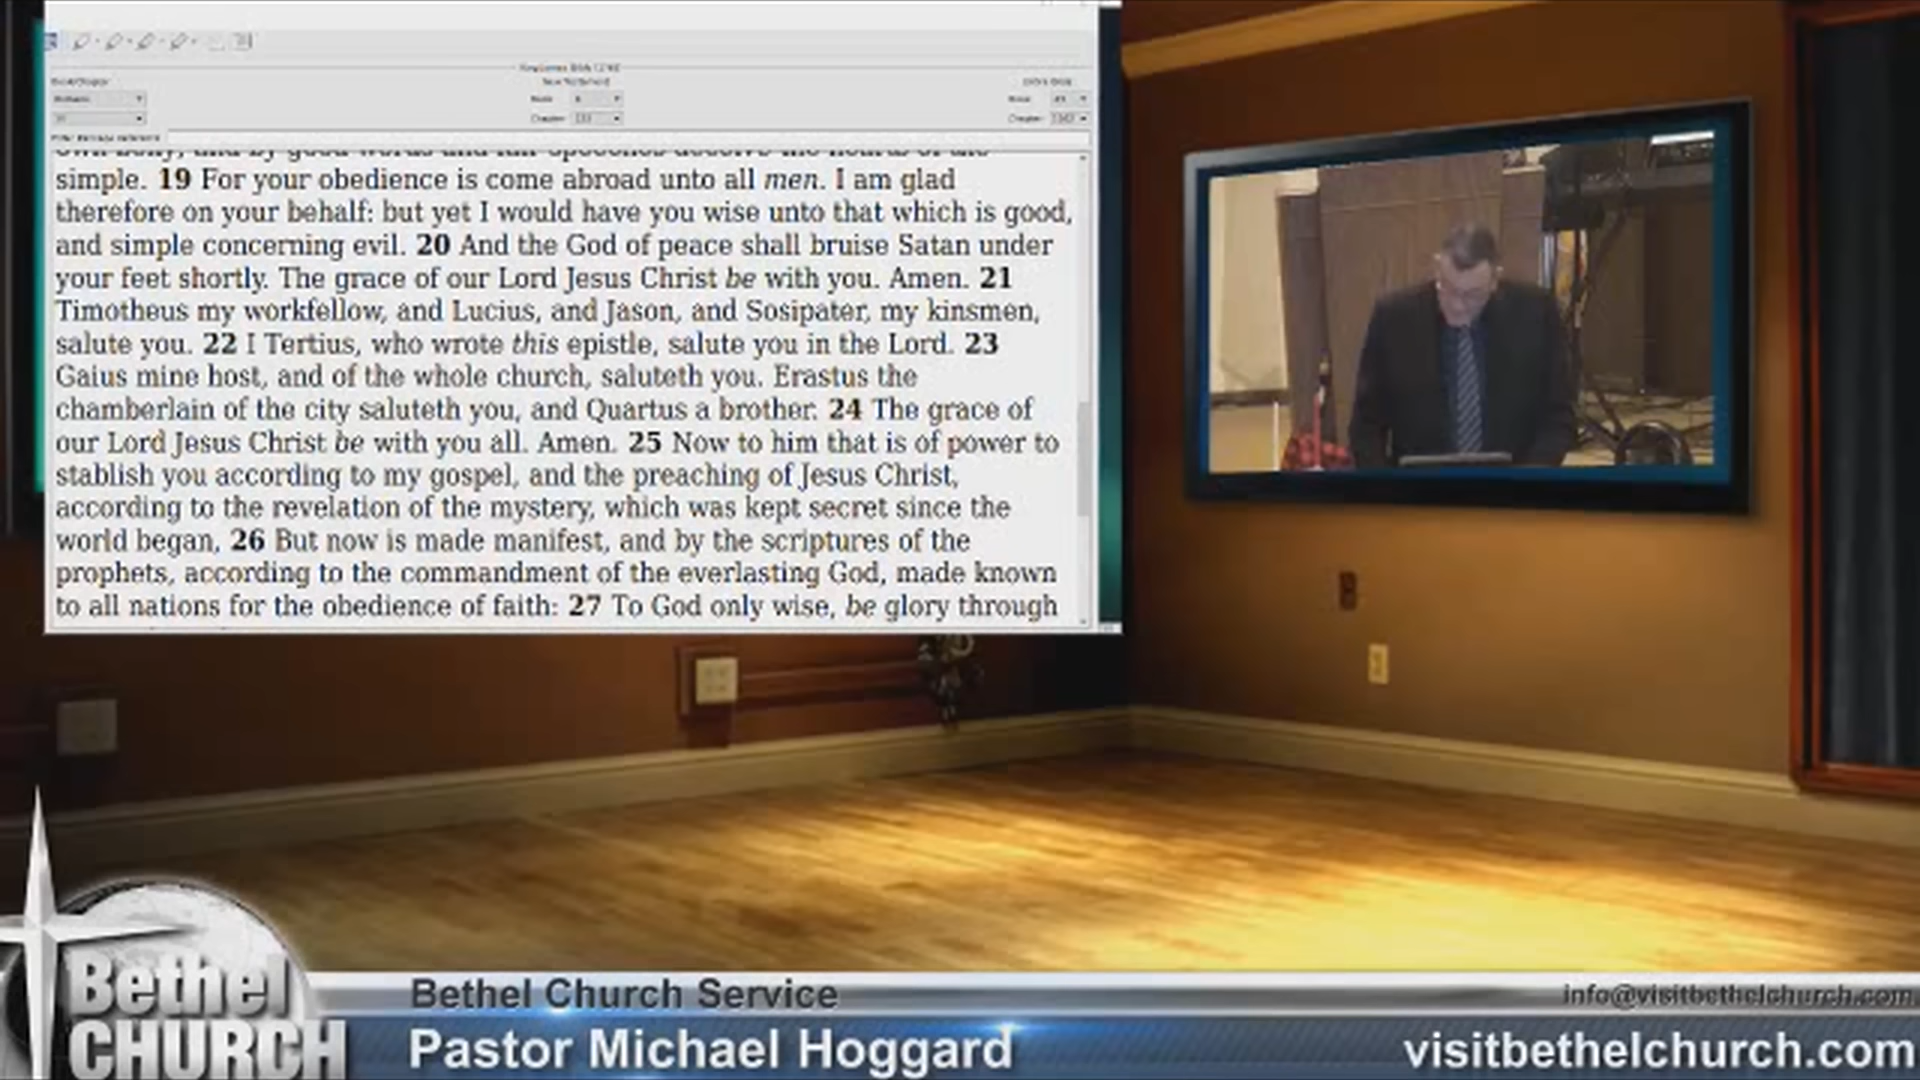 simple. 19 For your obedience is come abroad unto all men. I am glad
therefore on your behalf: but yet I would have you wise unto that which is good,
and simple concerning evil. 20 And the God of peace shall bruise Satan under
your feet shortly. The grace of our Lord Jesus Christ be with you. Amen. 21
Timotheus my workfellow, and Lucius, and Jason, and Sosipater, my kinsmen,
salute you. 22 I Tertius, who wrote this epistle, salute you in the Lord. 23
Gaius mine host, and of the whole church, saluteth you. Erastus the
chamberlain of the city saluteth you, and Quartus a brother. 24 The grace of
our Lord Jesus Christ be with you all. Amen. 25 Now to him that is of power to
stablish you according to my gospel, and the preaching of Jesus Christ,
according to the revelation of the mystery, which was kept secret since the
world began, 26 But now is made manifest, and by the scriptures of the
prophets, according to the commandment of the everlasting God, made known
to all nations for the obedience of faith: 27 To God only wise, be glory through
Bethel
CHURCH
Bethel Church Service
info@visitbethelchurch.com
Pastor Michael Hoggard
visitbethelchurch.com